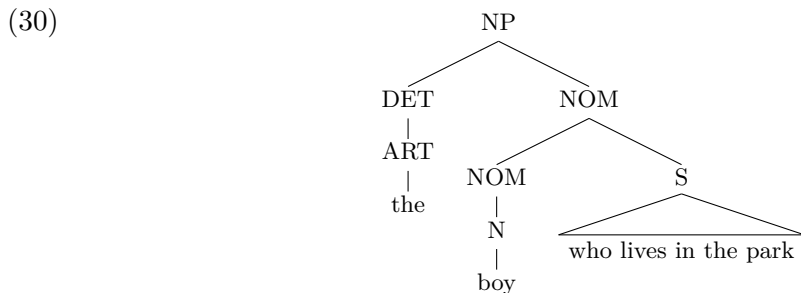 (30)
NP
DET NOM
ART
NOM S
the
N
who lives in the park
boy